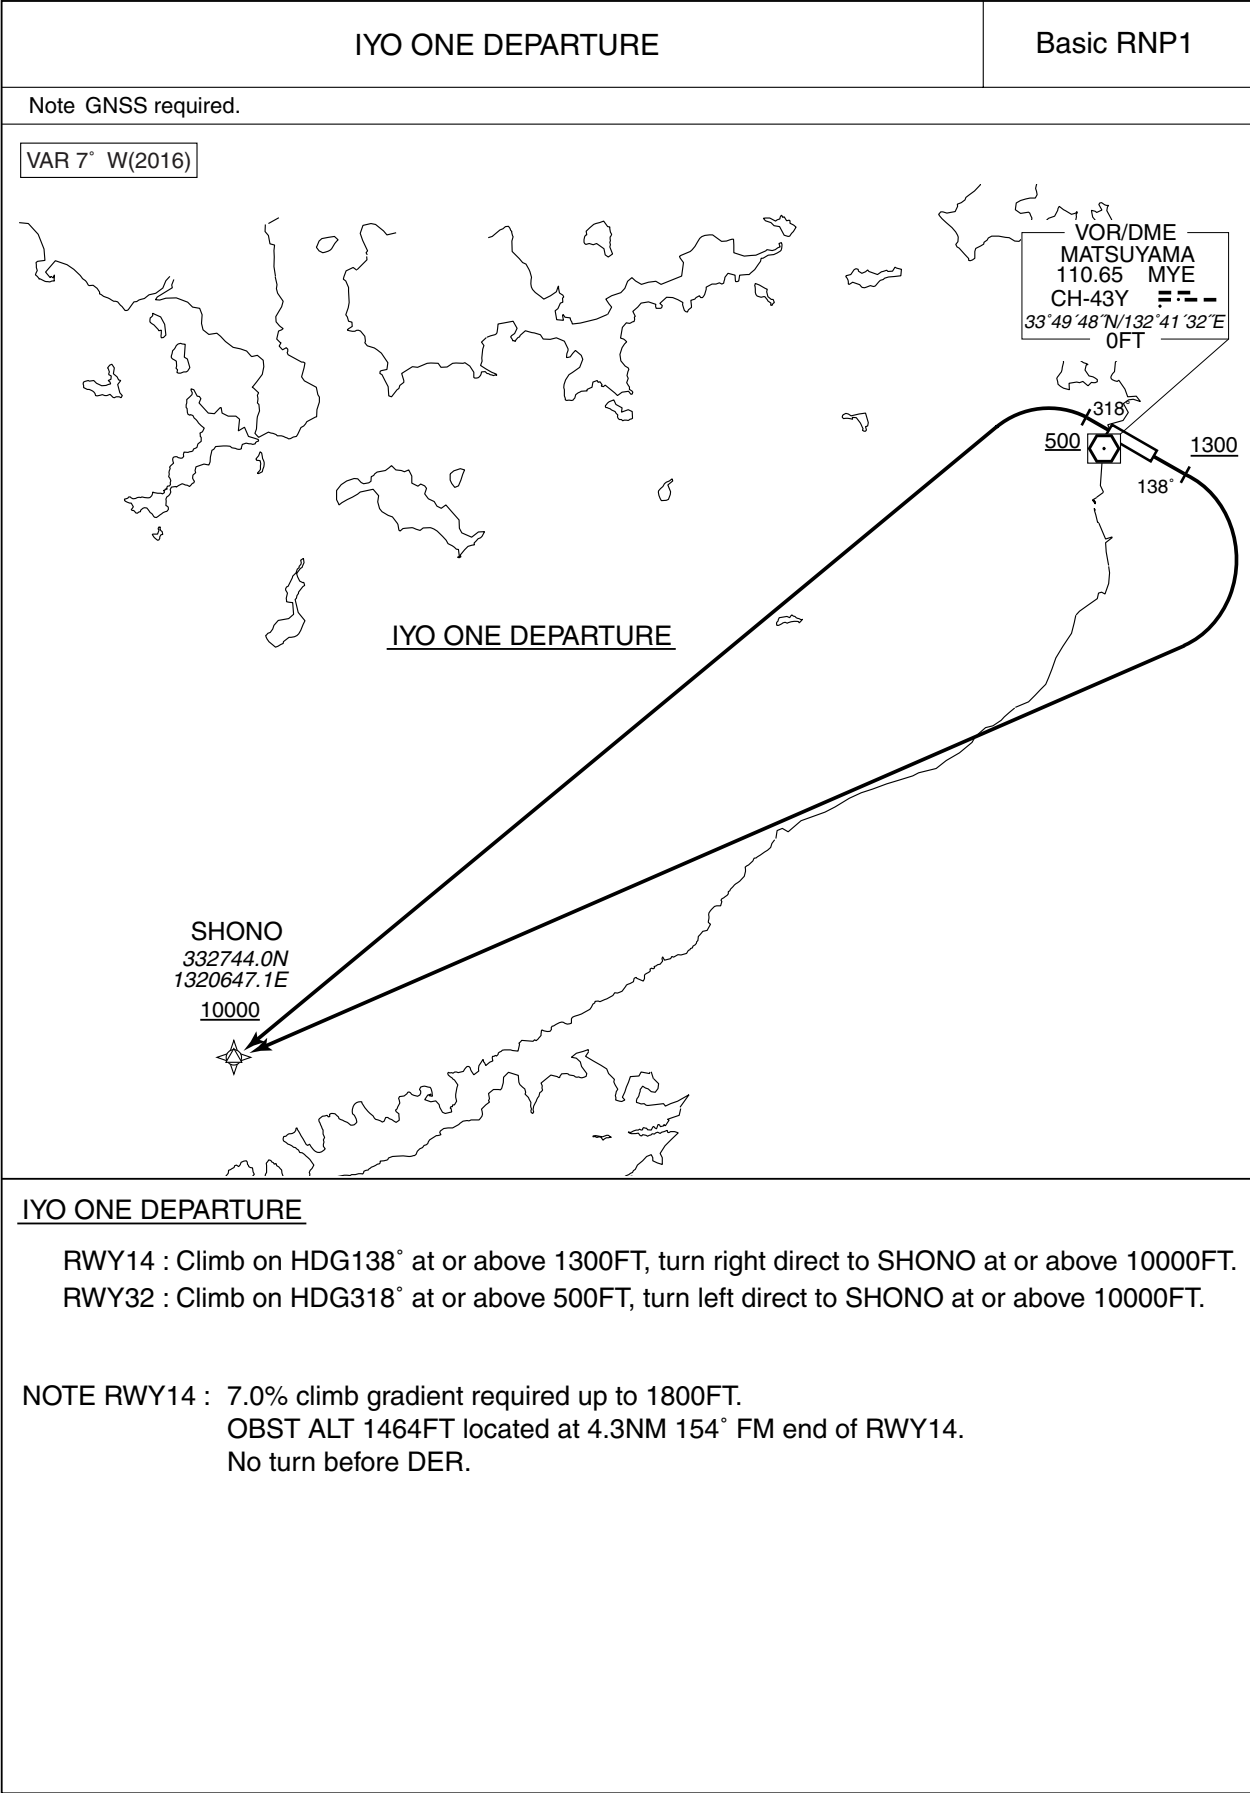 IYO ONE DEPARTURE
Basic RNP1
Note GNSS required.
VAR 7˚ W(2016)
VOR/DME
MATSUYAMA
110.65 MYE
CH-43Y
33˚49´48˝N/132˚41´32˝E
0FT
318˚
500
1300
138˚
IYO ONE DEPARTURE
SHONO
332744.0N
1320647.1E
10000
IYO ONE DEPARTURE
RWY14 : Climb on HDG138˚ at or above 1300FT, turn right direct to SHONO at or above 10000FT.
RWY32 : Climb on HDG318˚ at or above 500FT, turn left direct to SHONO at or above 10000FT.
NOTE RWY14 : 7.0% climb gradient required up to 1800FT.
OBST ALT 1464FT located at 4.3NM 154˚ FM end of RWY14.
No turn before DER.